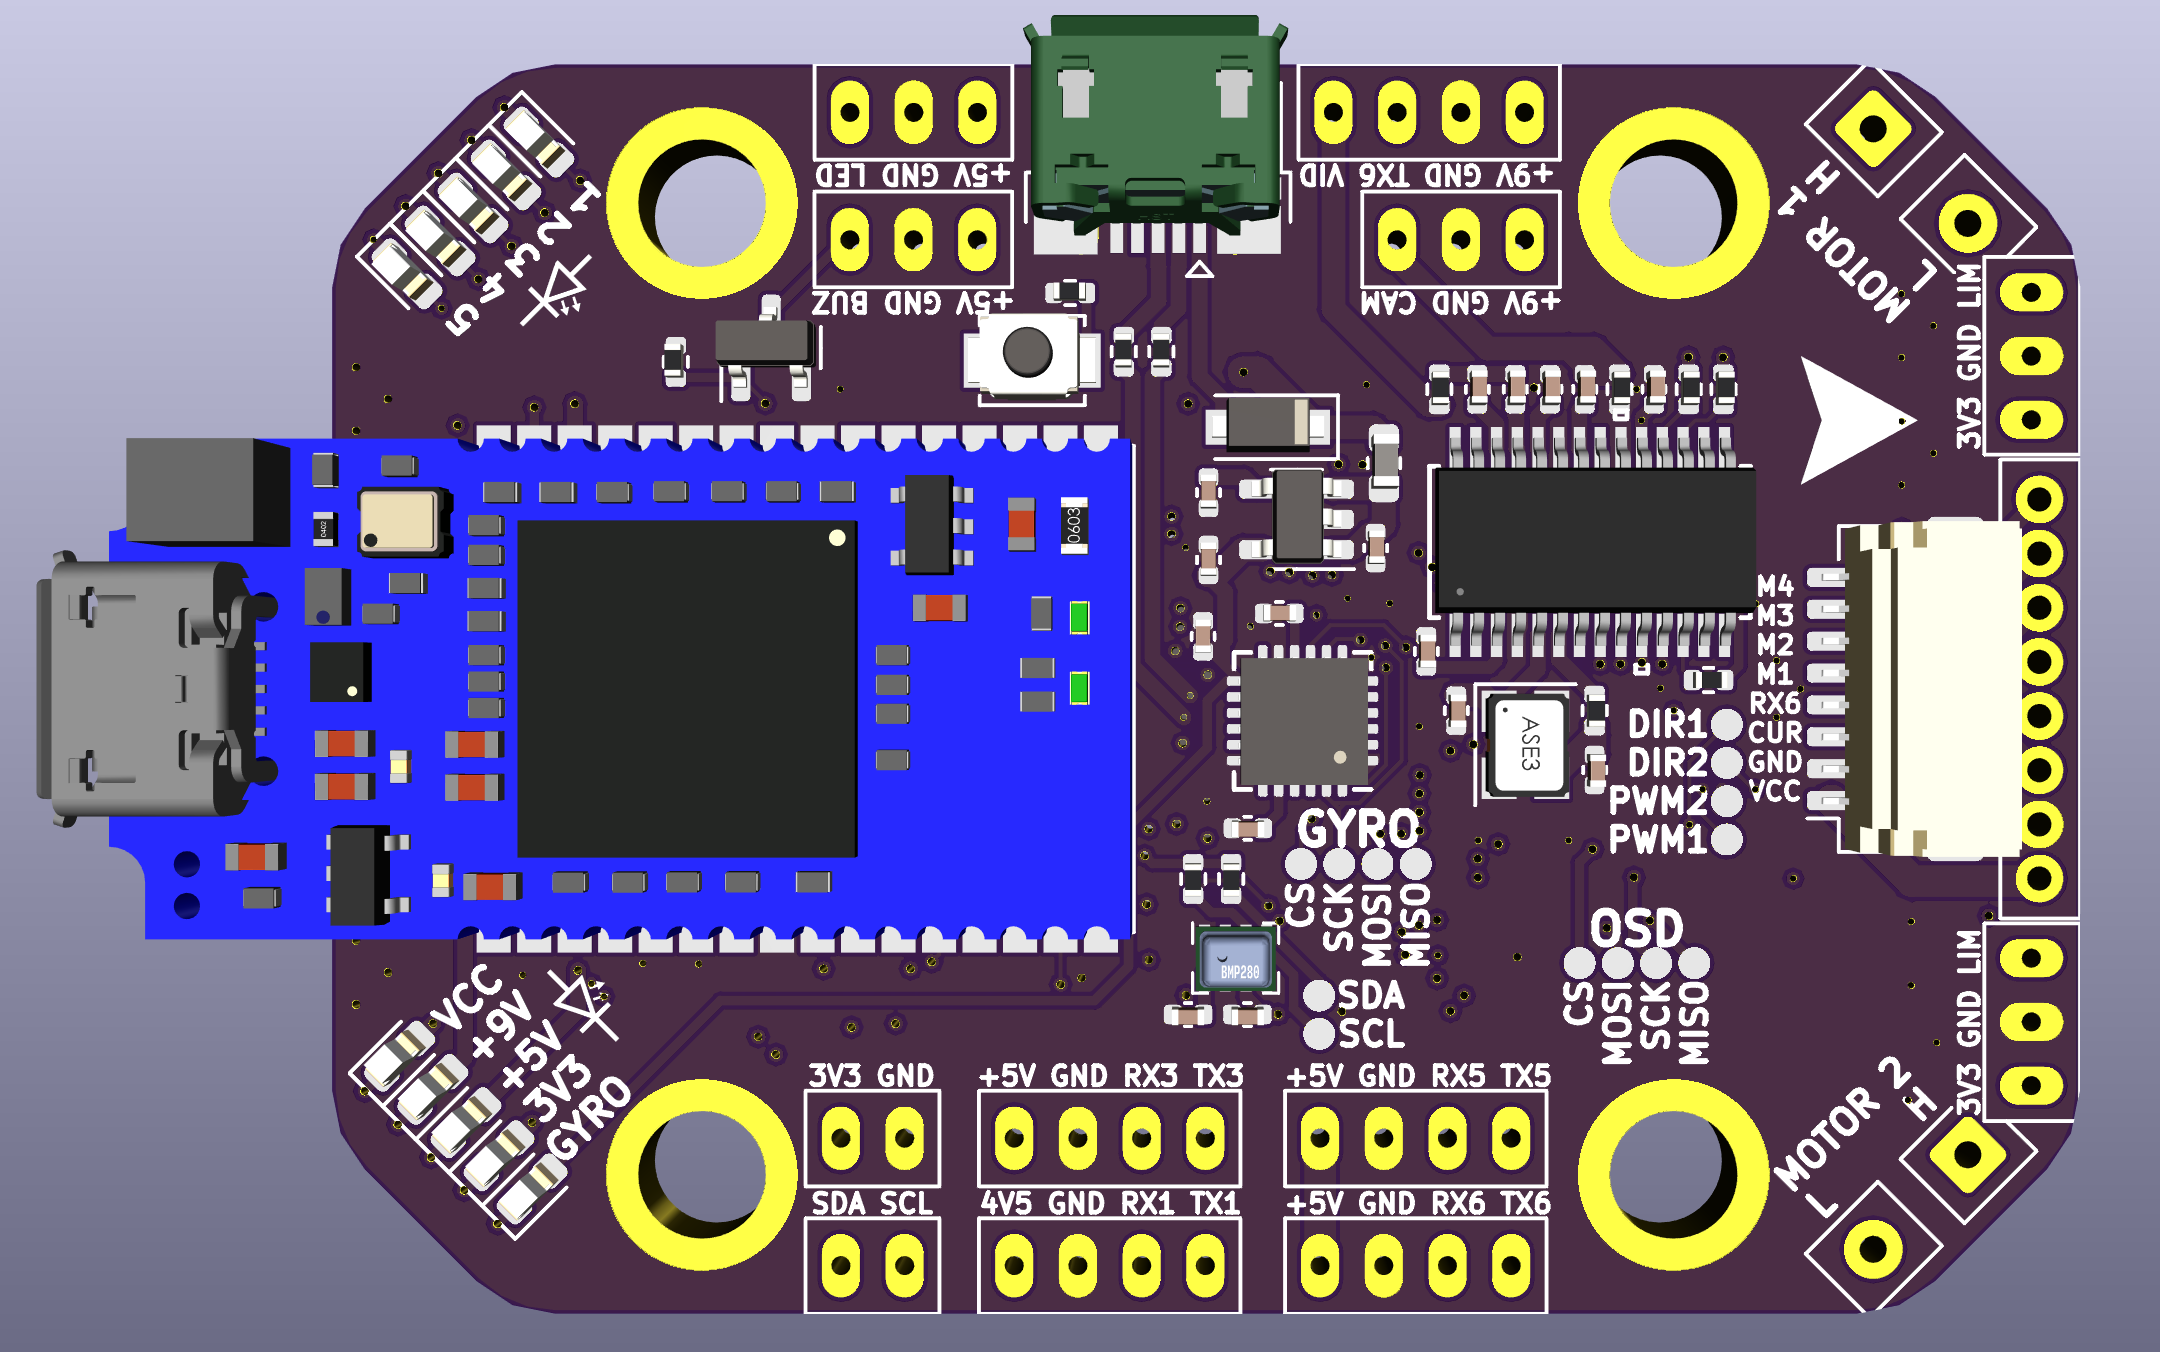 LED GND +5V
VID TX6 GND +9V
BUZ GND +5V
CAM GND +9V
1
2
3
4
5
MOTOR 1
H
L
LIM
GND
3V3
0402
0603
M4
M3
M2
M1
RX6
CUR
GND
VCC
DIR1
DIR2
PWM2
PWM1
ASE3
GYRO
CS
SCK
MOSI
MISO
OSD
CS
MOSI
SCK
MISO
BMP280
SDA
SCL
VCC
+9V
+5V
3V3
GYRO
LIM
GND
3V3
MOTOR 2
H
L
3V3 GND
+5V GND RX3 TX3
+5V GND RX5 TX5
SDA SCL
4V5 GND RX1 TX1
+5V GND RX6 TX6